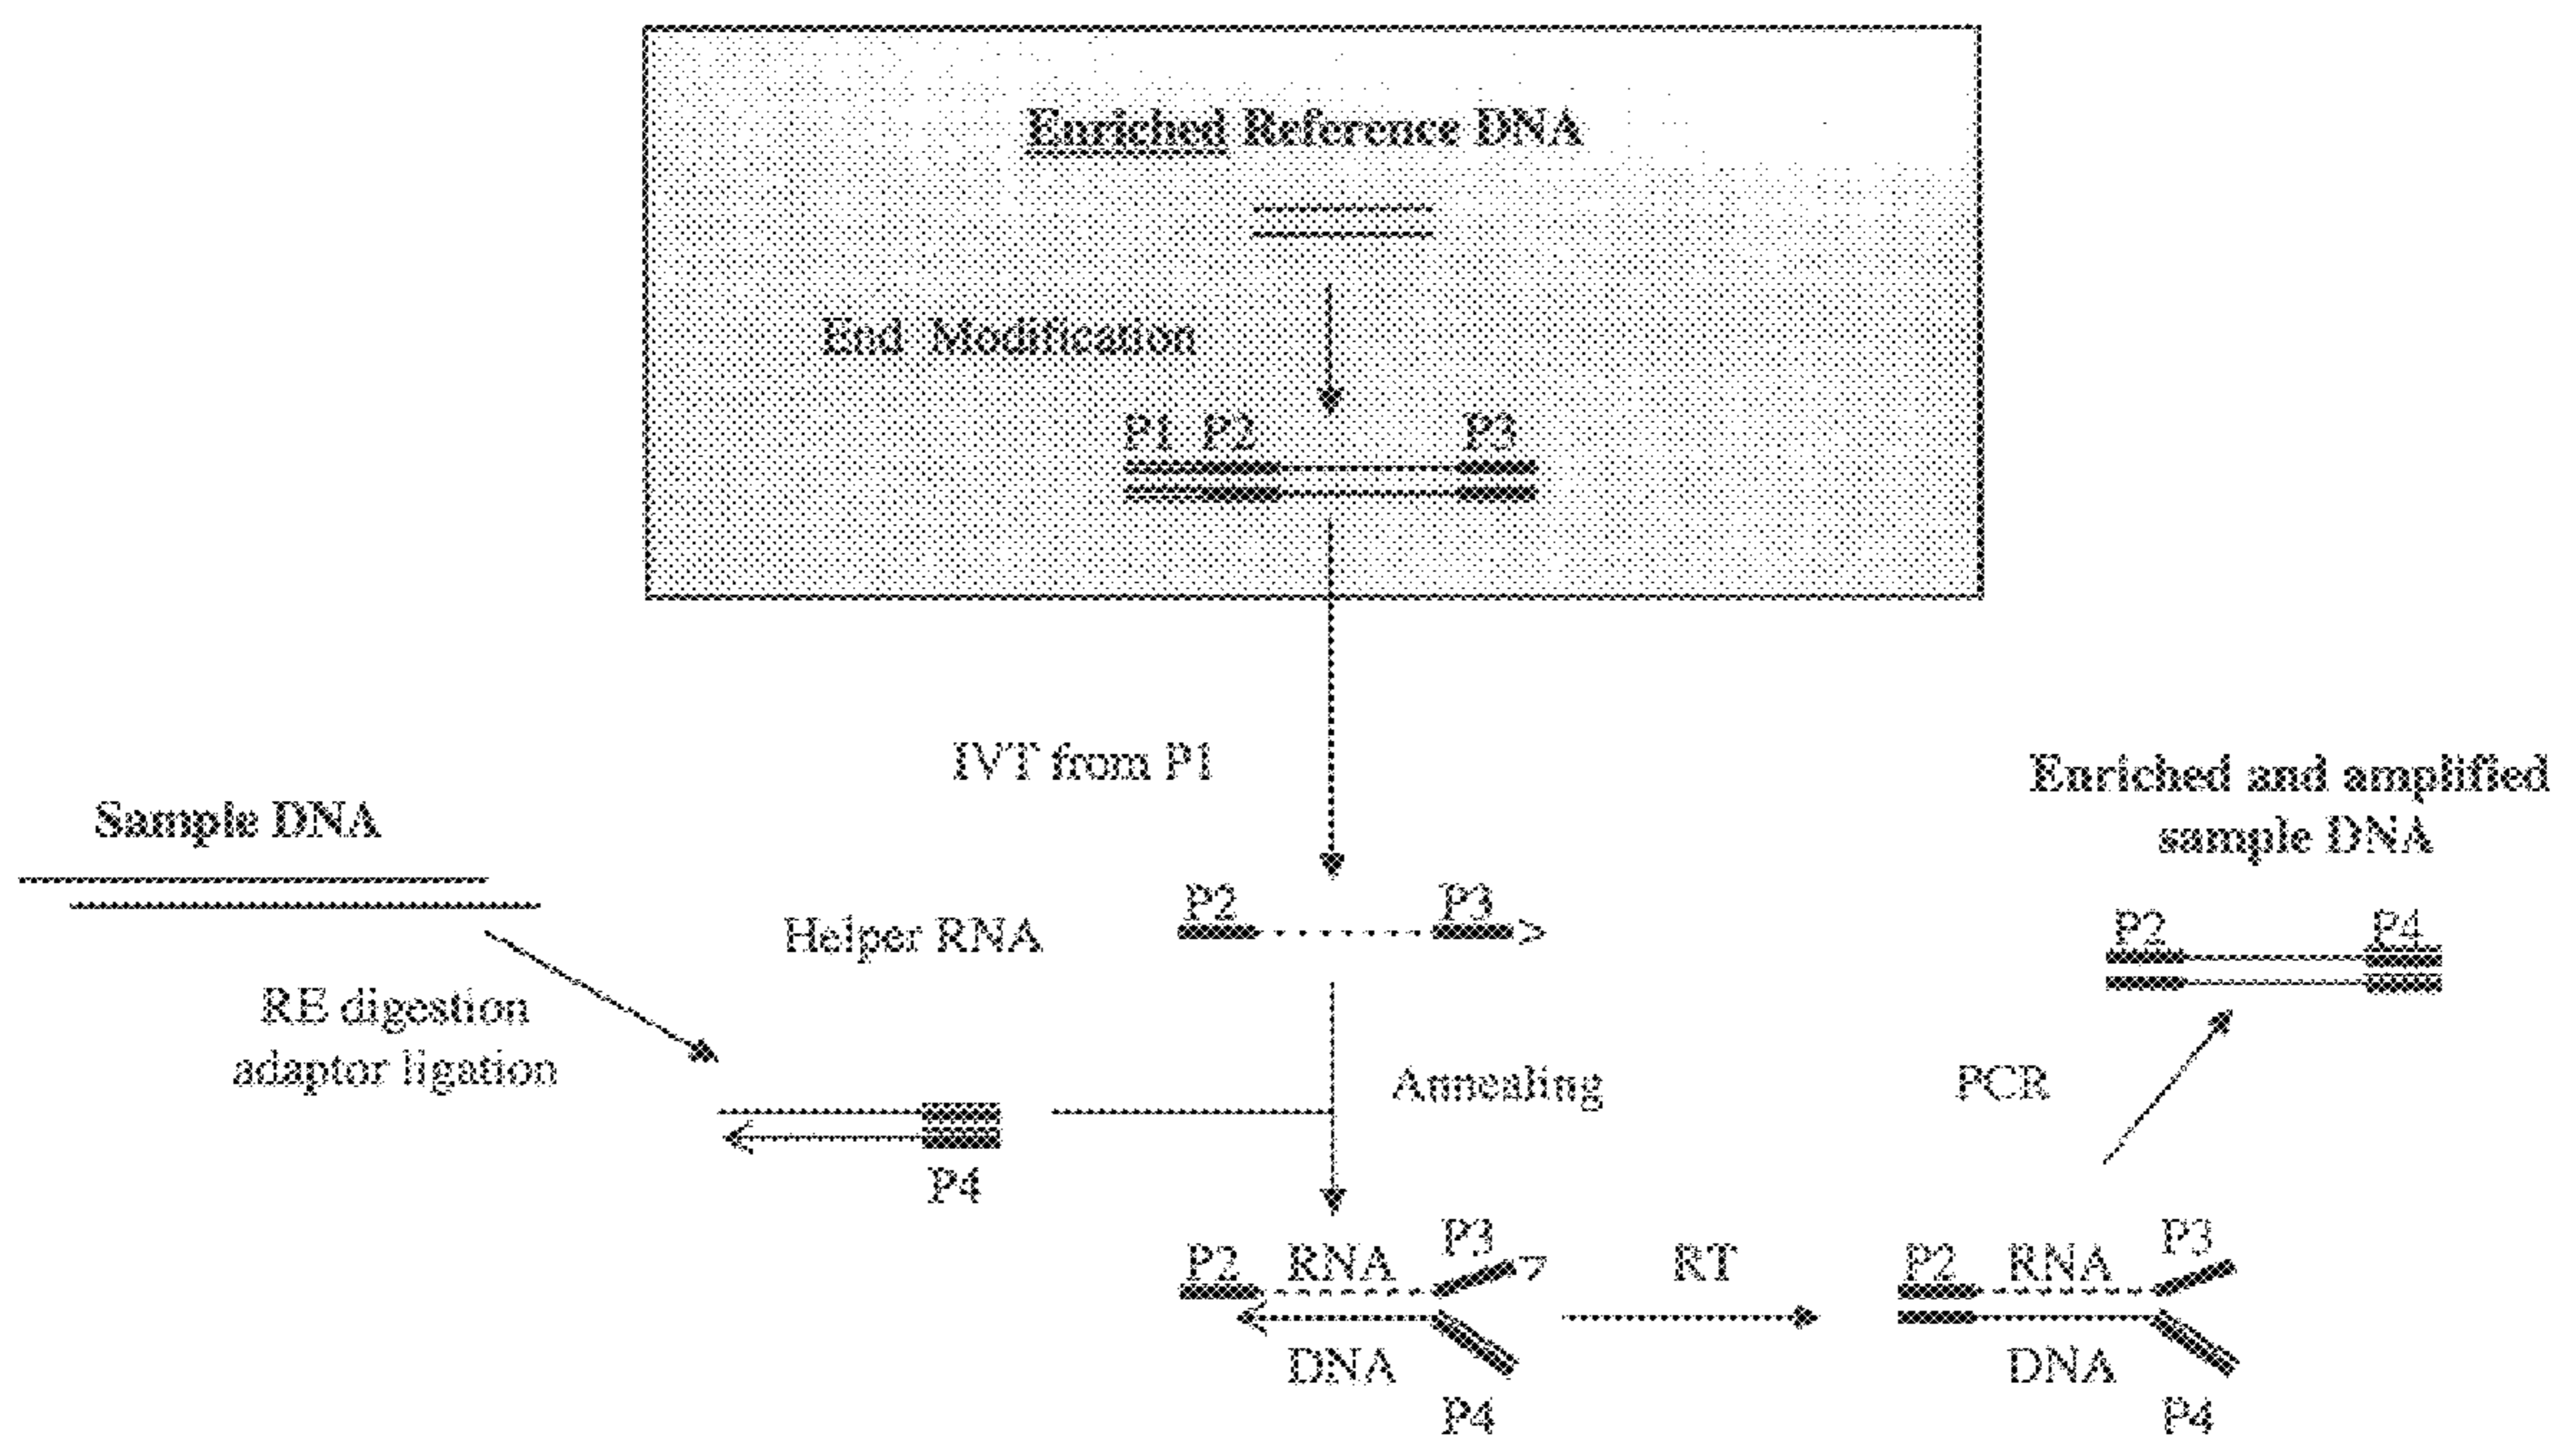 Enriched Reference DNA
End Modification
P1 P2 P3
IVT from P1
Sample DNA
Enriched and amplified
sample DNA
Helper RNA
P2 P3
P2 P4
RE digestion
adaptor ligation
Annealing
PCR
P4
P2 RNA P3
RT
P2 RNA P3
DNA
DNA
P4
P4